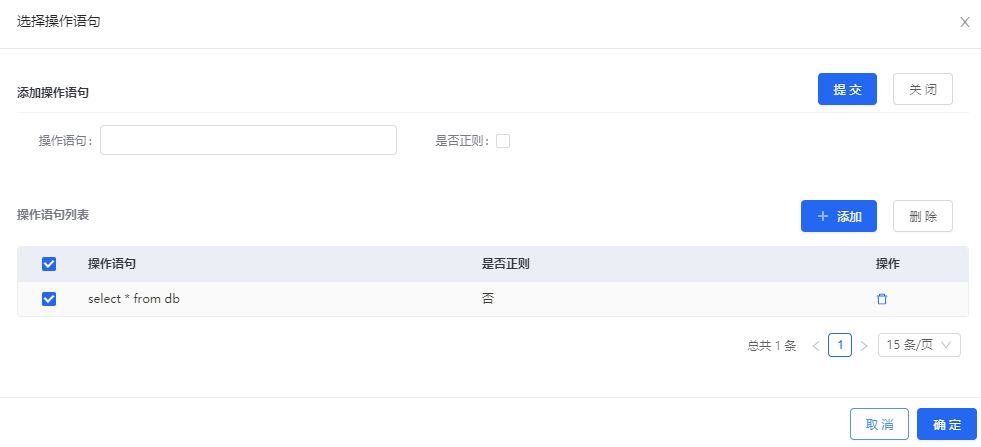 选择操作语句
添加操作语句
提交 关闭
操作语句： 是否正则：
操作语句列表
添加 删除
操作语句 是否正则 操作
select * from db 否
总共 1 条 1 15 条/页
取消 确定